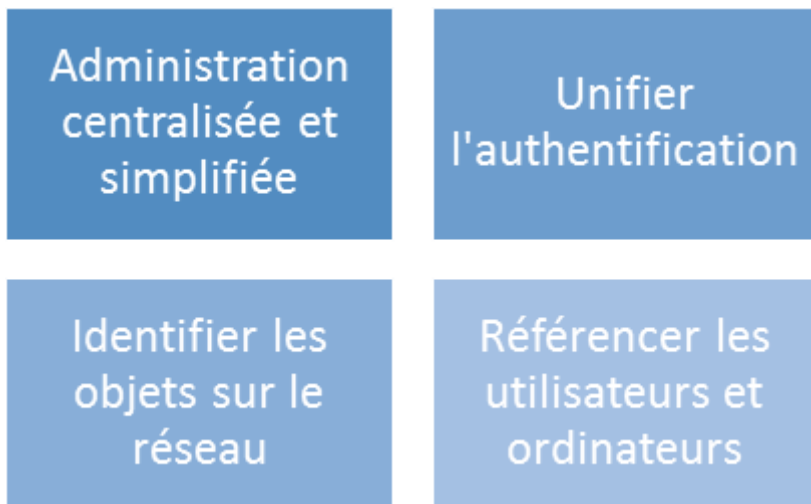 Administration
centralisée et
simplifiée
Unifier
l'authentification
Identifier les
objets sur le
réseau
Référencer les
utilisateurs et
ordinateurs